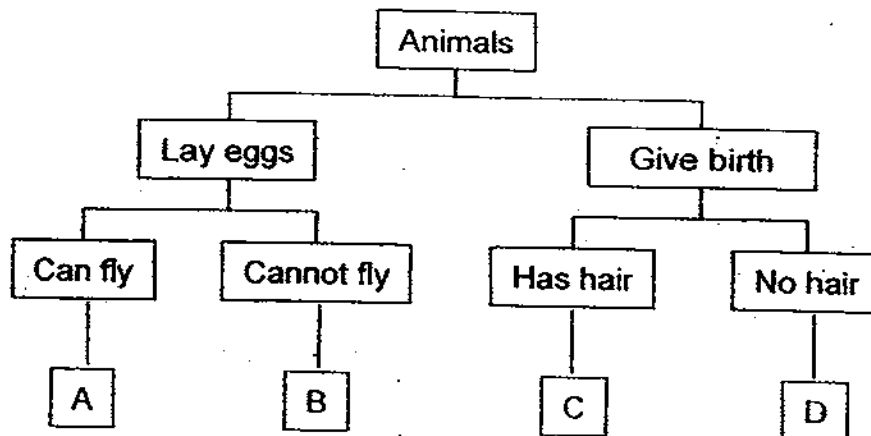 Animals
Lay eggs
Give birth
Can fly
Cannot fly
Has hair
No hair
A
B
C
D